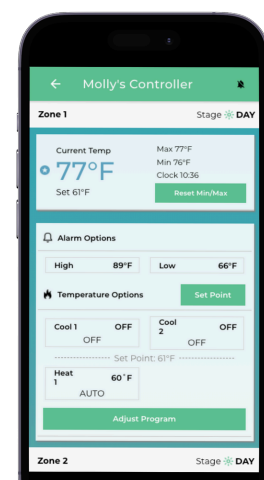 ← Molly's Controller
Zone 1 Stage DAY
Current Temp
77°F
Set 61°F
Max 77°F
Min 76°F
Clock 10:36
Reset Min/Max
Alarm Options
High 89°F Low 66°F
Temperature Options Set Point
Cool 1 OFF
OFF
Cool 2 OFF
OFF
Set Point: 61°F
Heat 1 60°F
AUTO
Adjust Program
Zone 2 Stage DAY